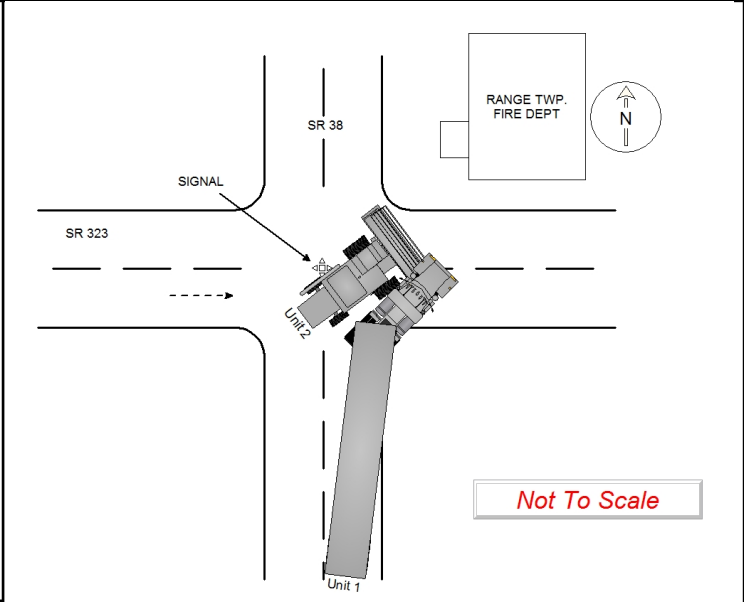 RANGE TWP.
FIRE DEPT
N
SR 38
SIGNAL
SR 323
Unit 2
Not To Scale
Unit 1